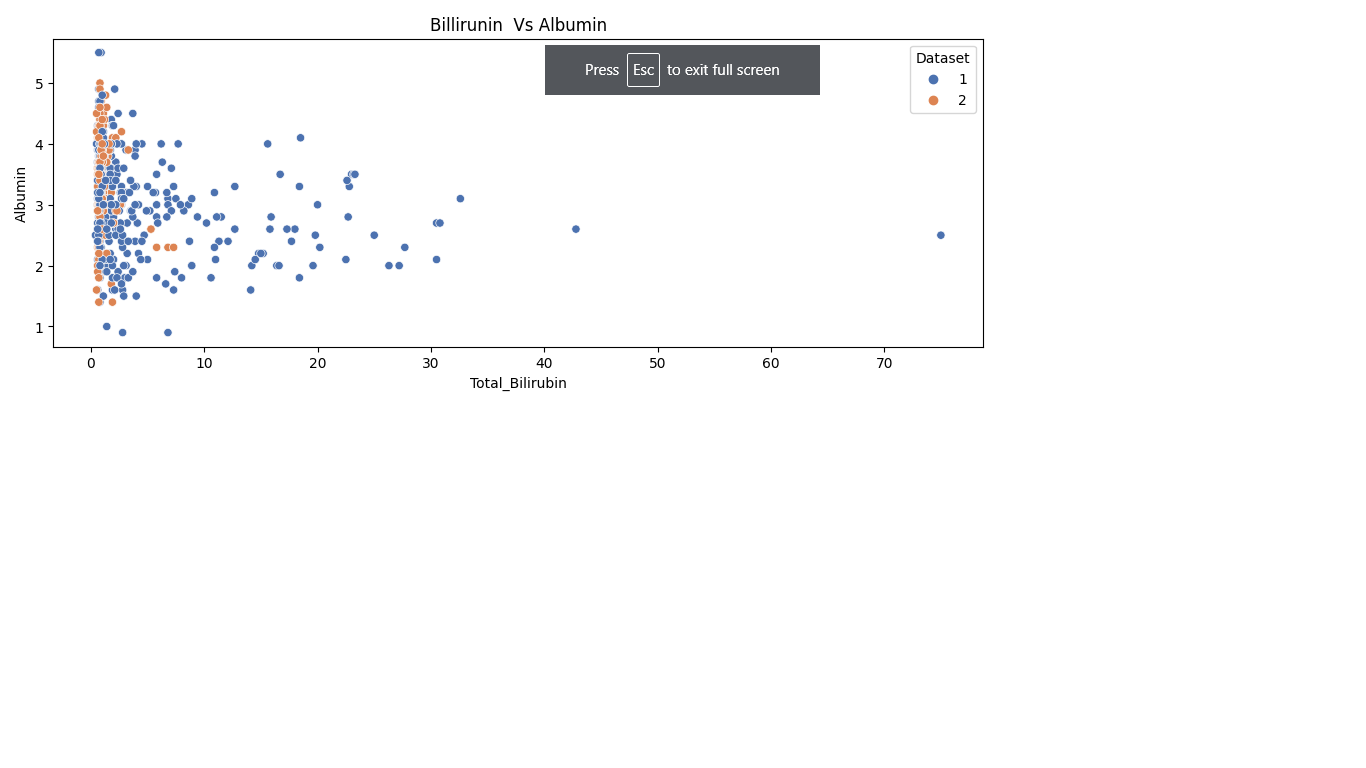 Billirunin  Vs Albumin
Press Esc to exit full screen
Dataset
1
2
Albumin
5
4
3
2
1
0 10 20 30 40 50 60 70
Total_Bilirubin